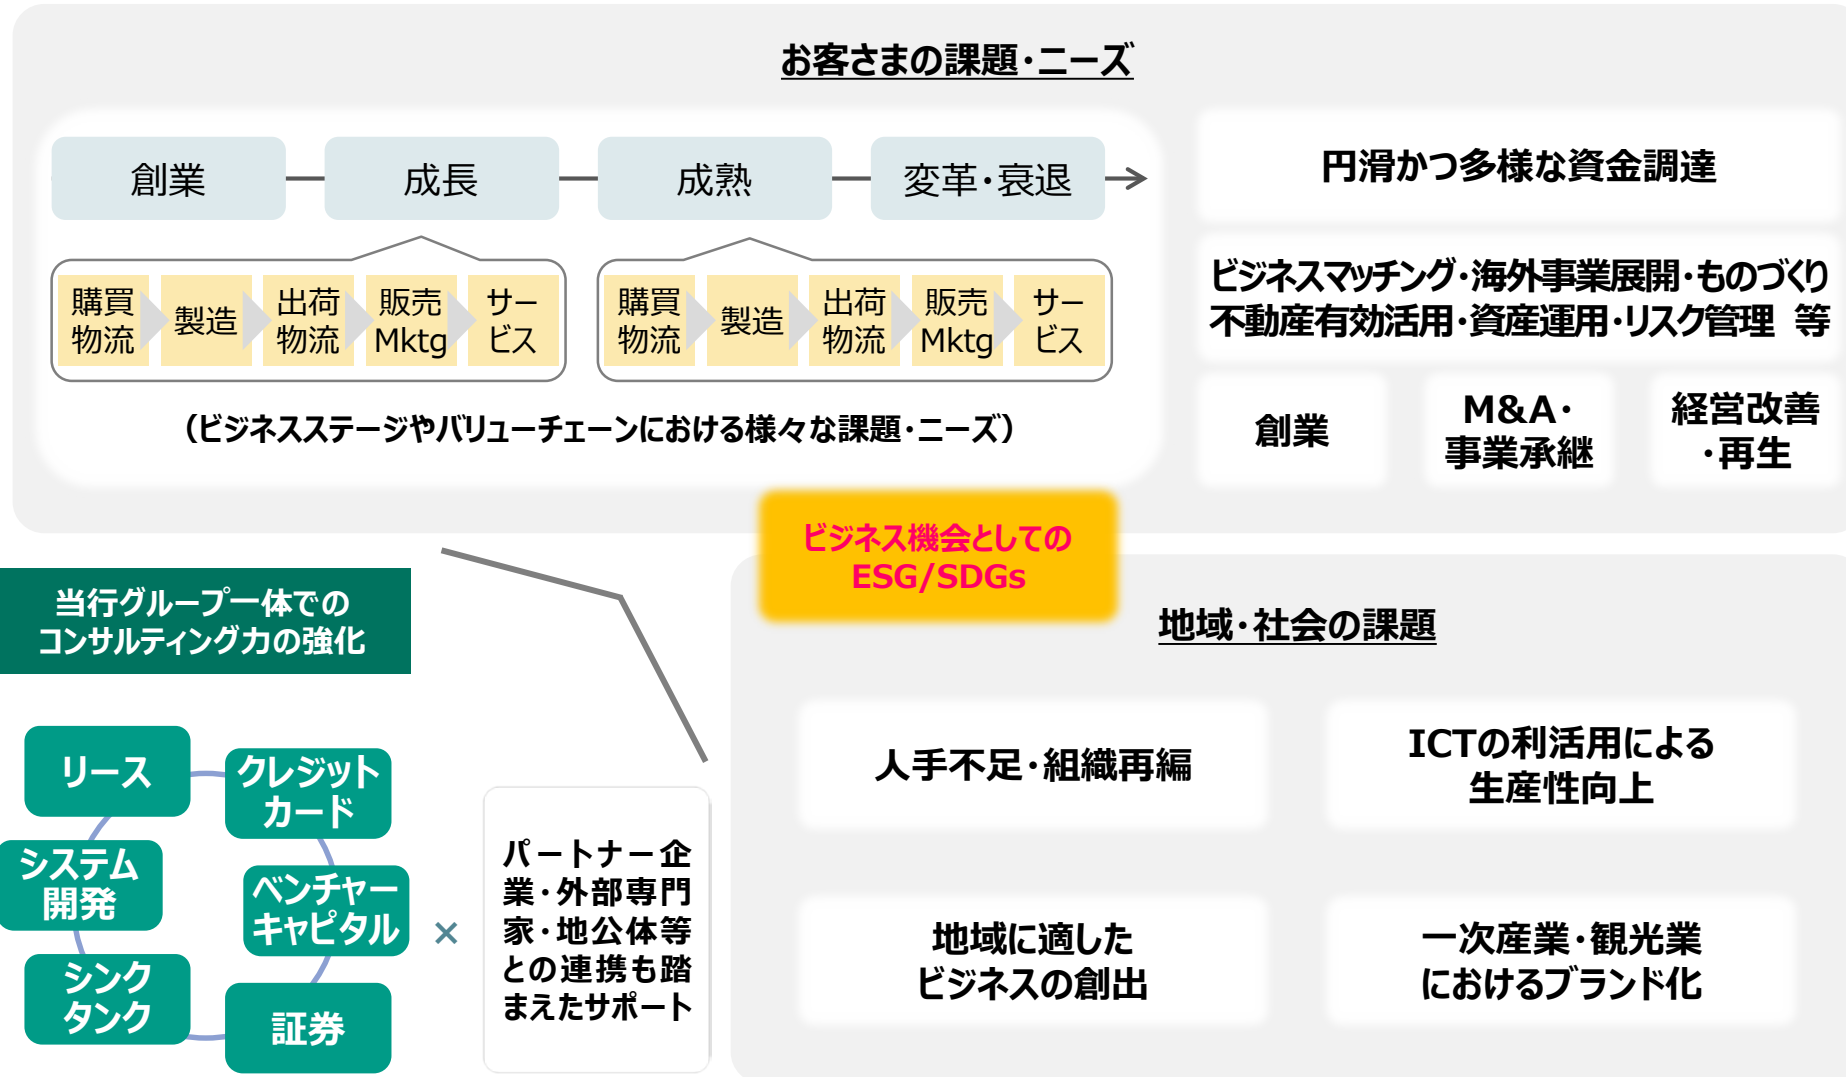 お客さまの課題・ニーズ
創業
成長
成熟
変革・衰退
購買
物流
製造
出荷
物流
販売
Mktg
サー
ビス
購買
物流
製造
出荷
物流
販売
Mktg
サー
ビス
（ビジネスステージやバリューチェーンにおける様々な課題・ニーズ）
円滑かつ多様な資金調達
ビジネスマッチング・海外事業展開・ものづくり
不動産有効活用・資産運用・リスク管理　等
創業
M&A・
事業承継
経営改善
・再生
ビジネス機会としての
ESG/SDGs
当行グループ一体での
コンサルティング力の強化
リース
クレジット
カード
システム
開発
ベンチャー
キャピタル
シンク
タンク
証券
×
パートナー企
業・外部専門
家・地公体等
との連携も踏
まえたサポート
地域・社会の課題
人手不足・組織再編
ICTの利活用による
生産性向上
地域に適した
ビジネスの創出
一次産業・観光業
におけるブランド化